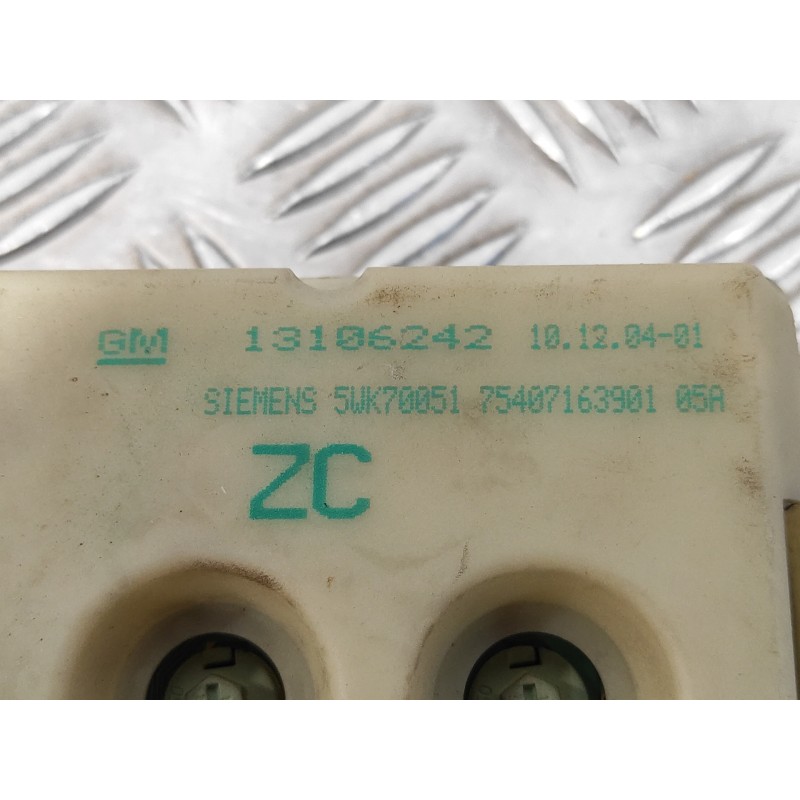 GM 13106242 10.12.04-01
SIEMENS 5WK70051 75407163901 05A
ZC